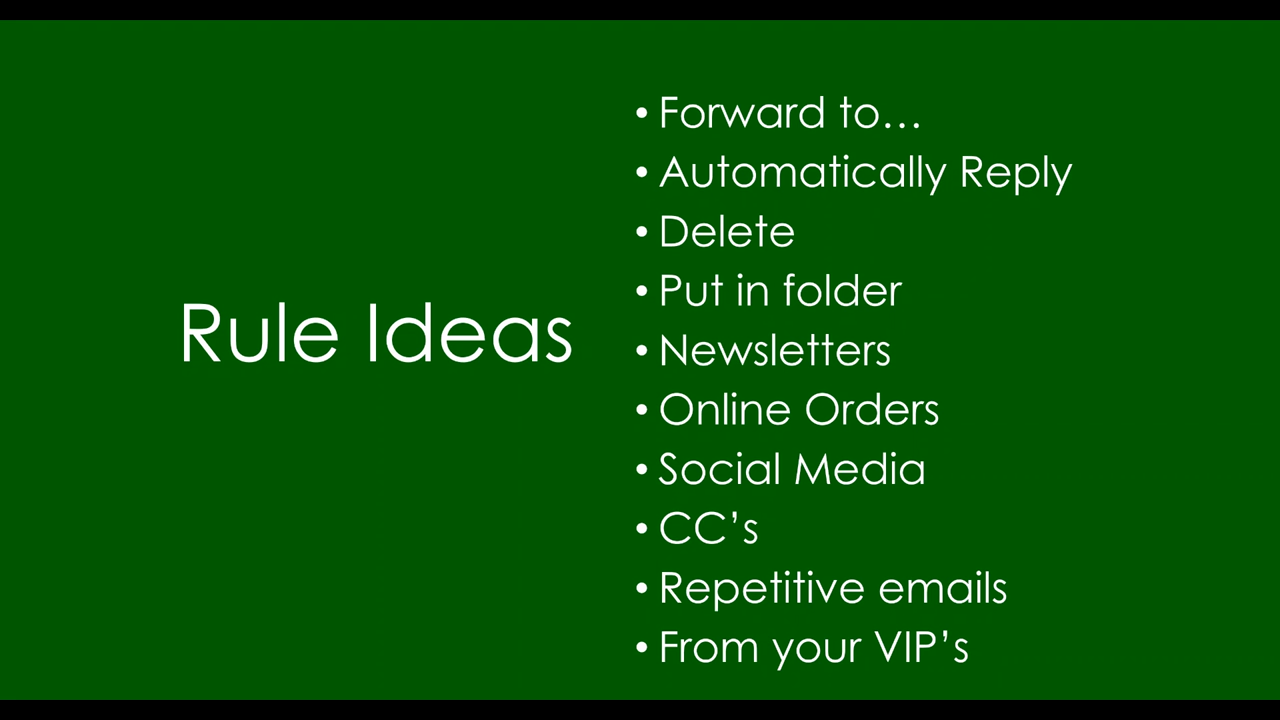 Rule Ideas
• Forward to…
• Automatically Reply
• Delete
• Put in folder
• Newsletters
• Online Orders
• Social Media
• CC’s
• Repetitive emails
• From your VIP’s